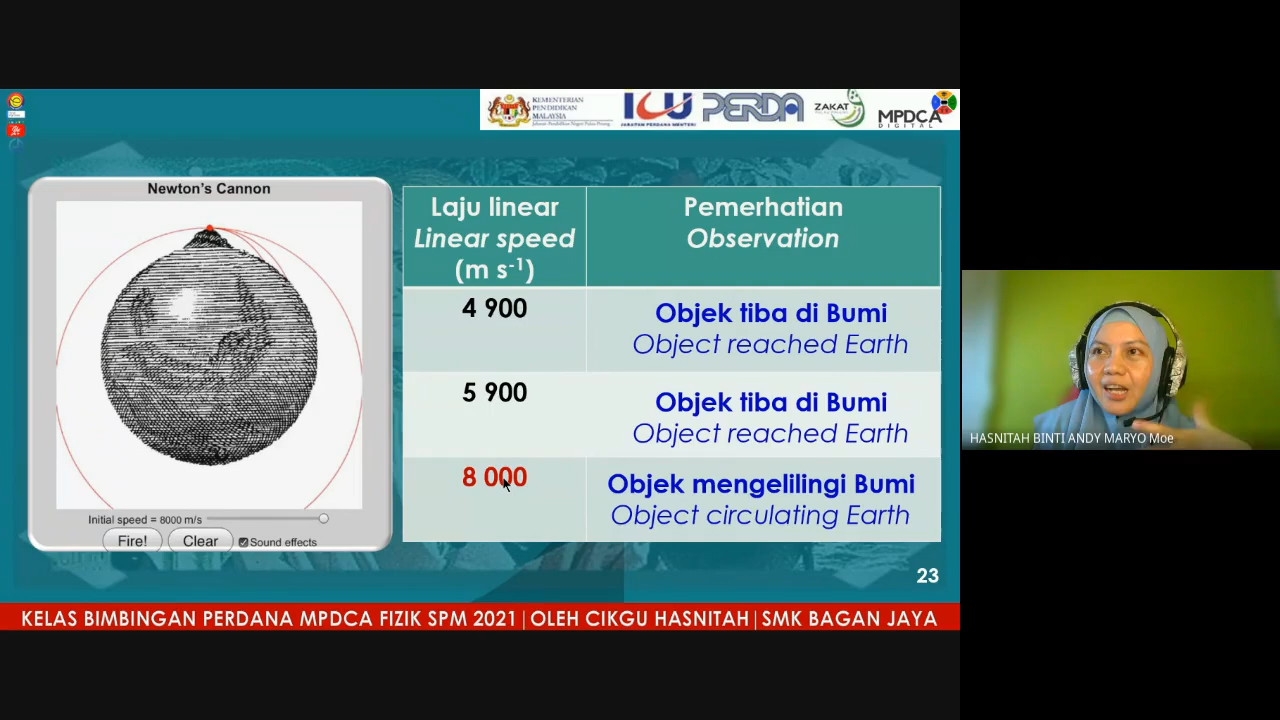 KEMENTERIAN
PENDIDIKAN
MALAYSIA
ICU
JABATAN PERDANA MENTERI
PERDA
ZAKAT
MPDCA
DIGITAL
Newton's Cannon
Initial speed = 8000 m/s
Fire!
Clear
Sound effects
Laju linear
Linear speed
(m s-1)
Pemerhatian
Observation
4 900
Objek tiba di Bumi
Object reached Earth
5 900
Objek tiba di Bumi
Object reached Earth
8 000
Objek mengelilingi Bumi
Object circulating Earth
23
KELAS BIMBINGAN PERDANA MPDCA FIZIK SPM 2021|OLEH CIKGU HASNITAH|SMK BAGAN JAYA
HASNITAH BINTI ANDY MARYO Moe